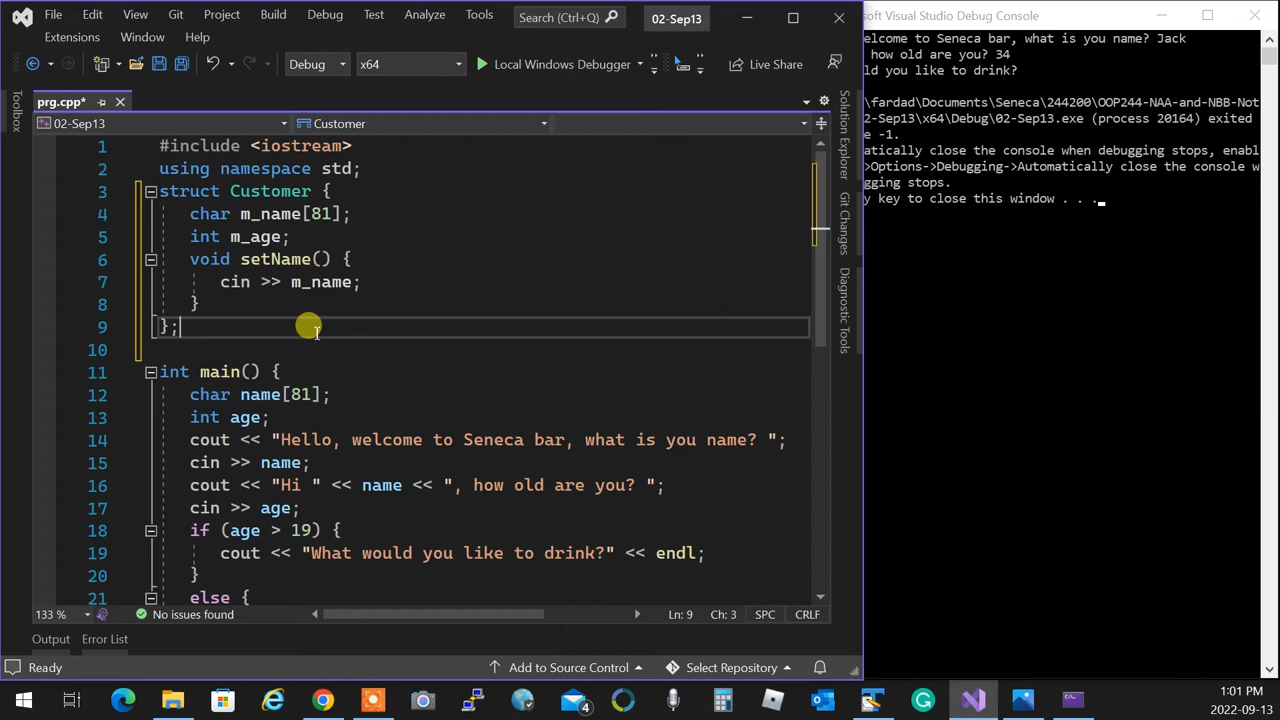 File Edit View Git Project Build Debug Test Analyze Tools Search (Ctrl+Q) 02-Sep13
Extensions Window Help
Debug x64 Local Windows Debugger Live Share
prg.cpp*
02-Sep13 Customer
Toolbox
1 #include <iostream>
2 using namespace std;
3 struct Customer {
4 char m_name[81];
5 int m_age;
6 void setName() {
7 cin >> m_name;
8 }
9 };
10
11 int main() {
12 char name[81];
13 int age;
14 cout << "Hello, welcome to Seneca bar, what is you name? ";
15 cin >> name;
16 cout << "Hi " << name << ", how old are you? ";
17 cin >> age;
18 if (age > 19) {
19 cout << "What would you like to drink?" << endl;
20 }
21 else {
Solution Explorer
Git Changes
Diagnostic Tools
133 % No issues found Ln: 9 Ch: 3 SPC CRLF
Output Error List
Ready Add to Source Control Select Repository
soft Visual Studio Debug Console
elcome to Seneca bar, what is you name? Jack
how old are you? 34
ld you like to drink?
\fardad\Documents\Seneca\244200\OOP244-NAA-and-NBB-Not
02-Sep13\x64\Debug\02-Sep13.exe (process 20164) exited
e -1.
atically close the console when debugging stops, enabl
>Options->Debugging->Automatically close the console w
gging stops.
y key to close this window . . .
4
1:01 PM
2022-09-13